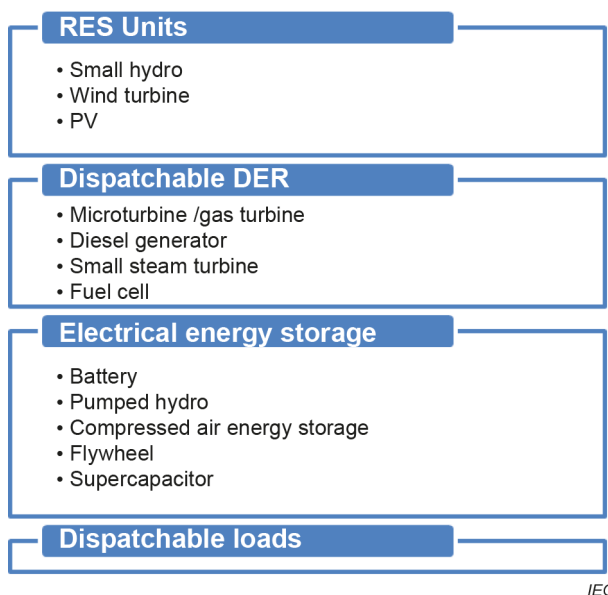 RES Units
• Small hydro
• Wind turbine
• PV
Dispatchable DER
• Microturbine /gas turbine
• Diesel generator
• Small steam turbine
• Fuel cell
Electrical energy storage
• Battery
• Pumped hydro
• Compressed air energy storage
• Flywheel
• Supercapacitor
Dispatchable loads
IEC